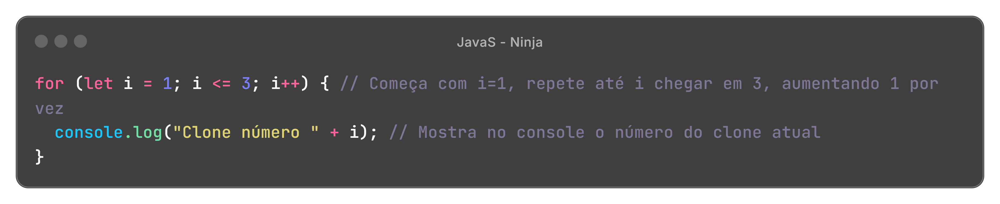 JavaS - Ninja
for (let i = 1; i <= 3; i++) { // Começa com i=1, repete até i chegar em 3, aumentando 1 por
vez
  console.log("Clone número " + i); // Mostra no console o número do clone atual
}